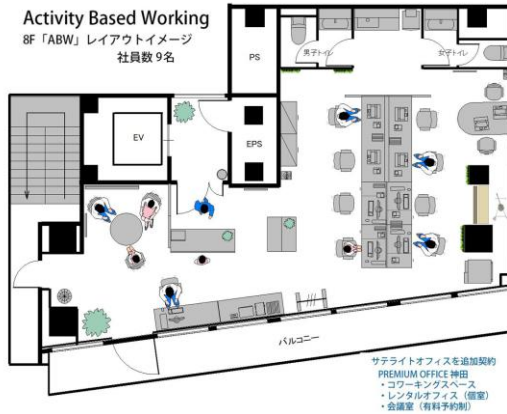 Activity Based Working
8F「ABW」レイアウトイメージ
社員数 9名
PS
男子トイレ
女子トイレ
EV
EPS
バルコニー
サテライトオフィスを追加契約
PREMIUM OFFICE 神田
・コワーキングスペース
・レンタルオフィス（個室）
・会議室（有料予約制）